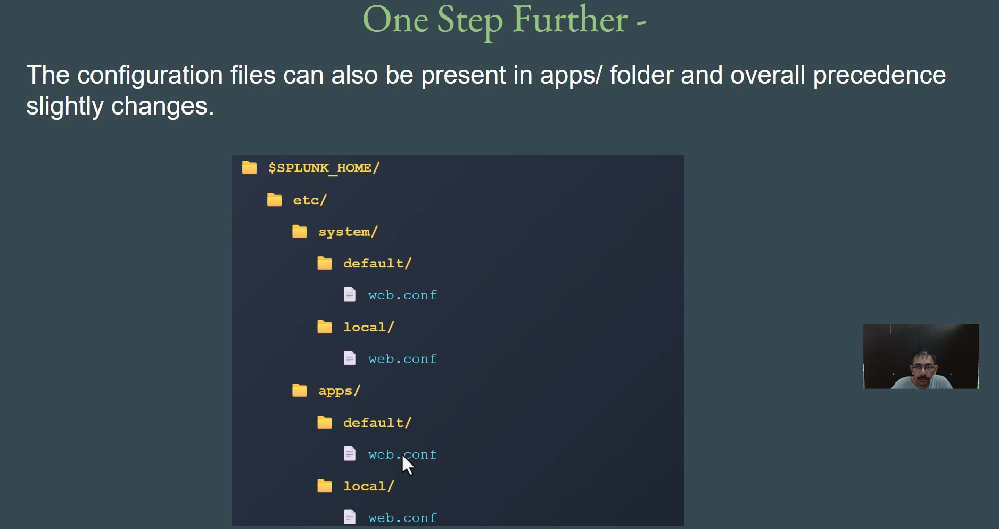 One Step Further -
The configuration files can also be present in apps/ folder and overall precedence
slightly changes.
$SPLUNK_HOME/
etc/
system/
default/
web.conf
local/
web.conf
apps/
default/
web.conf
local/
web.conf